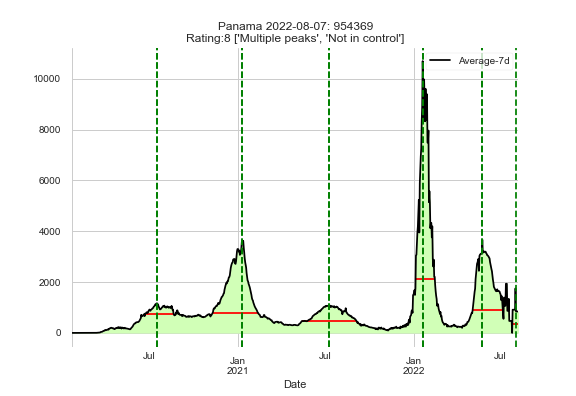 Panama 2022-08-07: 954369
Rating:8 ['Multiple peaks', 'Not in control']
Average-7d
10000
8000
6000
4000
2000
0
Jul
Jan
2021
Jul
Jan
2022
Jul
Date